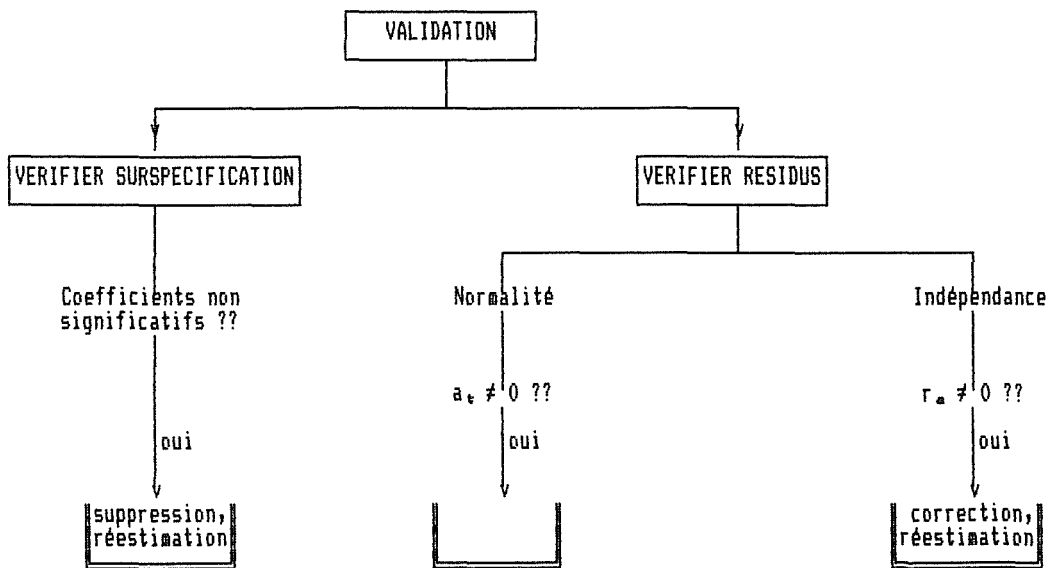 VALIDATION
VERIFIER SURSPECIFICATION
VERIFIER RESIDUS
Coefficients non
significatifs ??
Normalité
Indépendance
aₜ ≠ 0 ??
rₐ ≠ 0 ??
oui
oui
oui
suppression,
réestimation
correction,
réestimation